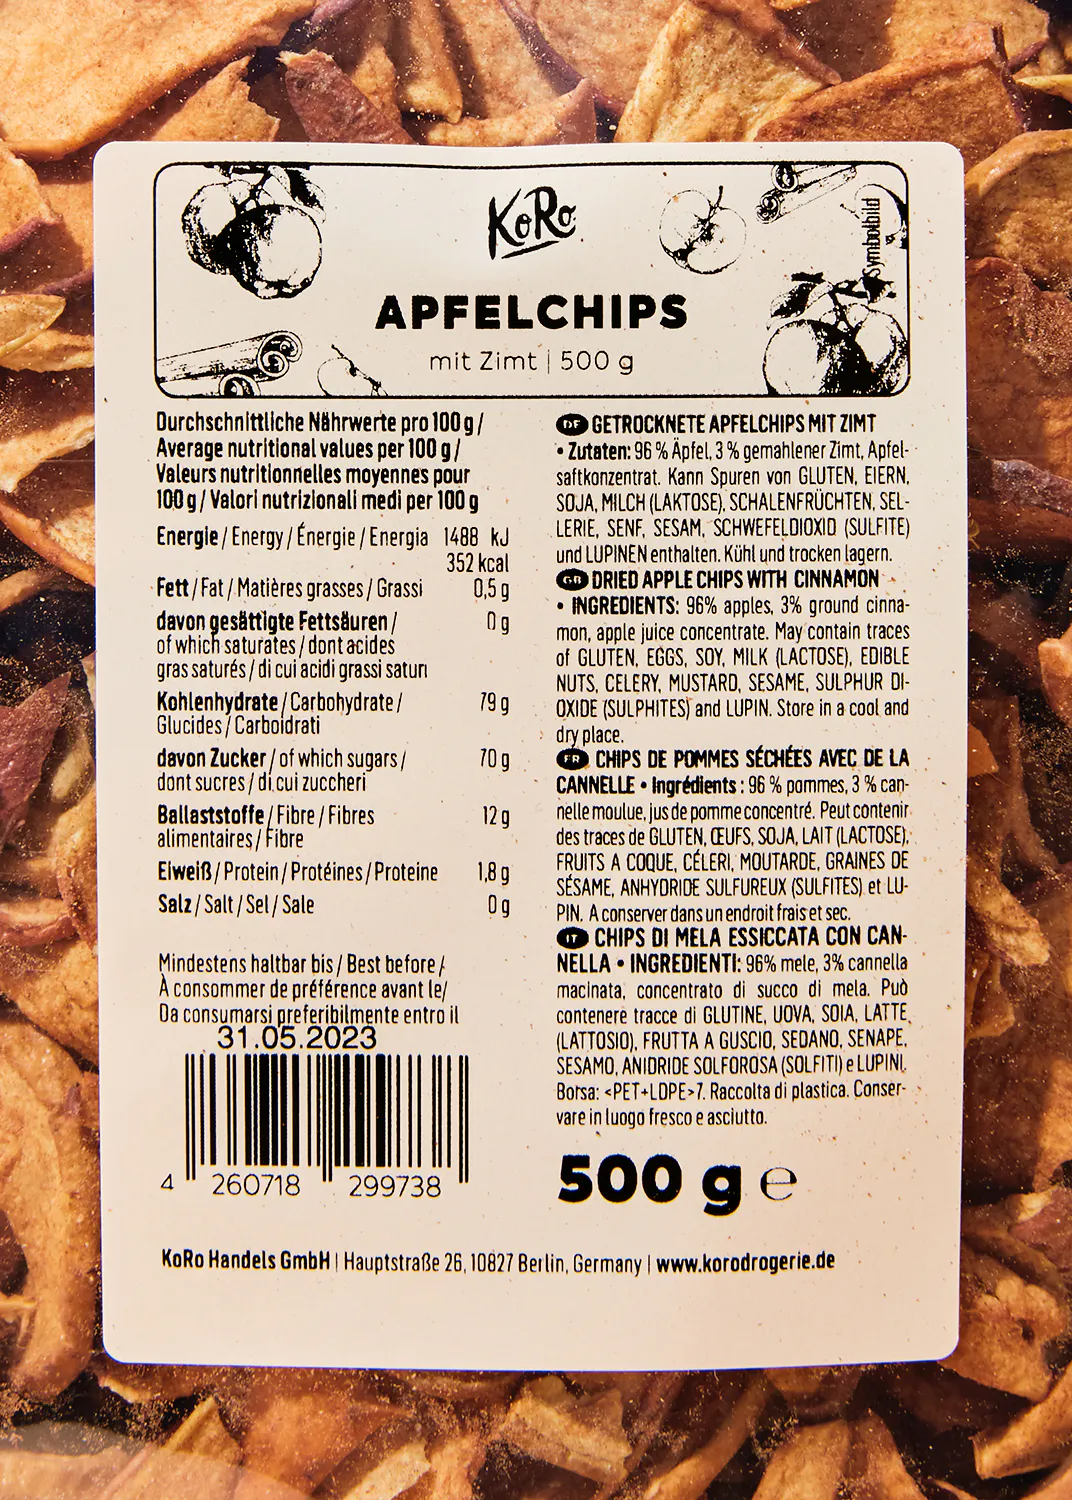 KoRo
Symbolbild
APFELCHIPS
mit Zimt | 500 g
Durchschnittliche Nährwerte pro 100 g /
Average nutritional values per 100 g /
Valeurs nutritionnelles moyennes pour
100 g / Valori nutrizionali medi per 100 g
Energie / Energy / Énergie / Energia 1488 kJ
352 kcal
Fett / Fat / Matières grasses / Grassi 0,5 g
davon gesättigte Fettsäuren / 0 g
of which saturates / dont acides
gras saturés / di cui acidi grassi saturi
Kohlenhydrate / Carbohydrate / 79 g
Glucides / Carboidrati
davon Zucker / of which sugars / 70 g
dont sucres / di cui zuccheri
Ballaststoffe / Fibre / Fibres 12 g
alimentaires / Fibre
Eiweiß / Protein / Protéines / Proteine 1,8 g
Salz / Salt / Sel / Sale 0 g
Mindestens haltbar bis / Best before /
À consommer de préférence avant le/
Da consumarsi preferibilmente entro il
31.05.2023
4 260718 299738
DE GETROCKNETE APFELCHIPS MIT ZIMT
• Zutaten: 96 % Äpfel, 3 % gemahlener Zimt, Apfel-
saftkonzentrat. Kann Spuren von GLUTEN, EIERN,
SOJA, MILCH (LAKTOSE), SCHALENFRÜCHTEN, SEL-
LERIE, SENF, SESAM, SCHWEFELDIOXID (SULFITE)
und LUPINEN enthalten. Kühl und trocken lagern.
GB DRIED APPLE CHIPS WITH CINNAMON
• INGREDIENTS: 96% apples, 3% ground cinna-
mon, apple juice concentrate. May contain traces
of GLUTEN, EGGS, SOY, MILK (LACTOSE), EDIBLE
NUTS, CELERY, MUSTARD, SESAME, SULPHUR DI-
OXIDE (SULPHITES) and LUPIN. Store in a cool and
dry place.
FR CHIPS DE POMMES SÉCHÉES AVEC DE LA
CANNELLE • Ingrédients : 96 % pommes, 3 % can-
nelle moulue, jus de pomme concentré. Peut contenir
des traces de GLUTEN, ŒUFS, SOJA, LAIT (LACTOSE),
FRUITS A COQUE, CÉLERI, MOUTARDE, GRAINES DE
SÉSAME, ANHYDRIDE SULFUREUX (SULFITES) et LU-
PIN. A conserver dans un endroit frais et sec.
IT CHIPS DI MELA ESSICCATA CON CAN-
NELLA • INGREDIENTI: 96% mele, 3% cannella
macinata, concentrato di succo di mela. Può
contenere tracce di GLUTINE, UOVA, SOIA, LATTE
(LATTOSIO), FRUTTA A GUSCIO, SEDANO, SENAPE,
SESAMO, ANIDRIDE SOLFOROSA (SOLFITI) e LUPINI.
Borsa: <PET+LDPE>7. Raccolta di plastica. Conser-
vare in luogo fresco e asciutto.
500 g e
KoRo Handels GmbH | Hauptstraße 26, 10827 Berlin, Germany | www.korodrogerie.de